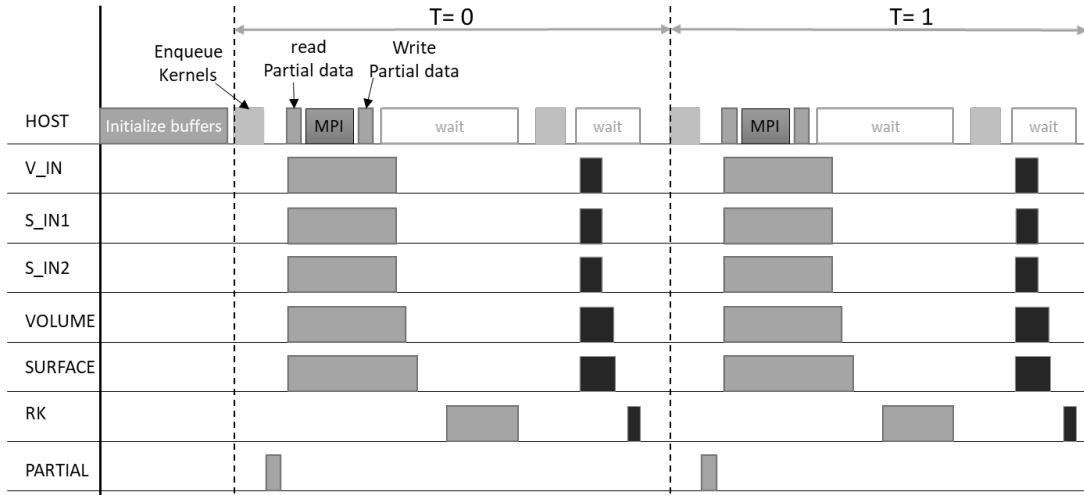 T= 0
T= 1
Enqueue
Kernels
read
Partial data
Write
Partial data
HOST
Initialize buffers
MPI
wait
wait
MPI
wait
wait
V_IN
S_IN1
S_IN2
VOLUME
SURFACE
RK
PARTIAL